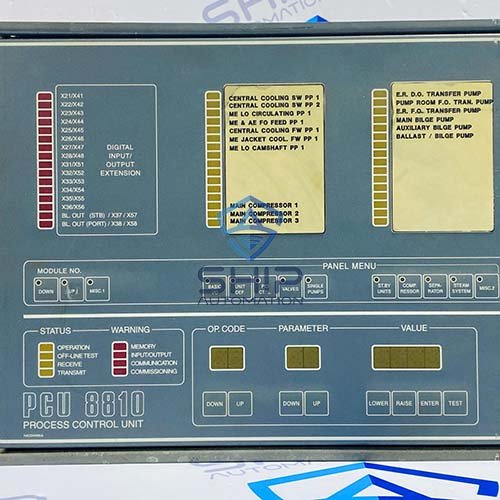 X21/X41
X22/X42
X23/X43
X24/X44
X25/X45
X26/X46
X27/X47
X28/X48
X31/X51
X32/X52
X33/X53
X34/X54
X35/X55
X36/X56
BL OUT (STB) / X37 / X57
BL OUT (PORT) / X38 / X58
DIGITAL
INPUT/
OUTPUT
EXTENSION
CENTRAL COOLING SW PP 1
CENTRAL COOLING SW PP 2
ME LO CIRCULATING PP 1
ME & AE FO FEED PP 1
CENTRAL COOLING FW PP 1
ME JACKET COOL. FW PP 1
ME LO CAMSHAFT PP 1
MAIN COMPRESSOR 1
MAIN COMPRESSOR 2
MAIN COMPRESSOR 3
E.R. D.O. TRANSFER PUMP
PUMP ROOM F.O. TRAN. PUMP
E.R. F.O. TRANSFER PUMP
MAIN BILGE PUMP
AUXILIARY BILGE PUMP
BALLAST / BILGE PUMP
SHIP
AUTOMATION
MODULE NO.
DOWN
UP
MISC.1
PANEL MENU
BASIC
UNIT
DEF
VALVES
SINGLE
PUMPS
ST.BY
UNITS
COM-
PRESSOR
SEPA-
RATOR
STEAM
SYSTEM
MISC.2
STATUS
OPERATION
OFF-LINE TEST
RECEIVE
TRANSMIT
WARNING
MEMORY
INPUT/OUTPUT
COMMUNICATION
COMMISSIONING
PCU 8810
PROCESS CONTROL UNIT
OP. CODE
DOWN
UP
PARAMETER
DOWN
UP
VALUE
LOWER
RAISE
ENTER
TEST
SHIP
AUTOMATION